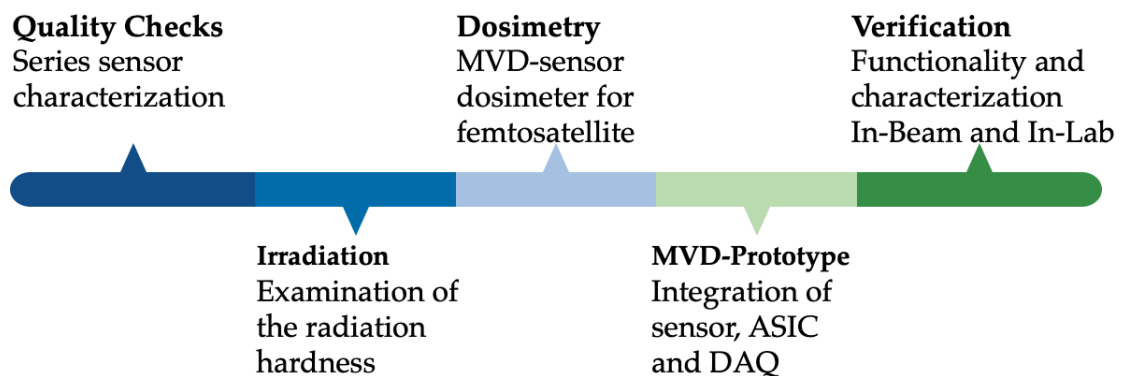 Quality Checks
Series sensor
characterization
Irradiation
Examination of
the radiation
hardness
Dosimetry
MVD-sensor
dosimeter for
femtosatellite
MVD-Prototype
Integration of
sensor, ASIC
and DAQ
Verification
Functionality and
characterization
In-Beam and In-Lab